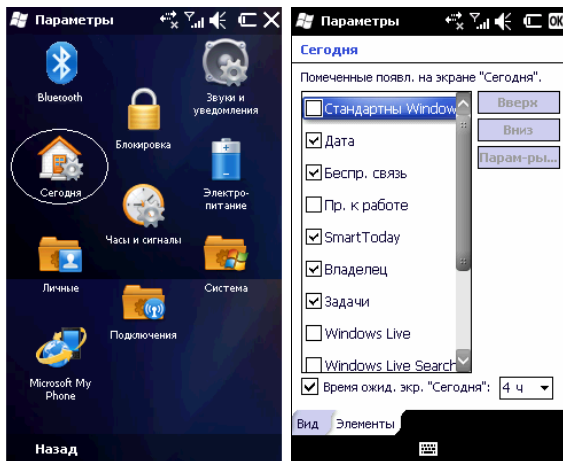 Параметры
Bluetooth
Звуки и
уведомления
Блокировка
Сегодня
Электро-
питание
Часы и сигналы
Личные
Система
Подключения
Microsoft My
Phone
Назад
Параметры
OK
Сегодня
Помеченные появл. на экране "Сегодня".
Стандартны Window
Дата
Беспр. связь
Пр. к работе
SmartToday
Владелец
Задачи
Windows Live
Windows Live Search
Вверх
Вниз
Парам-ры...
Время ожид. экр. "Сегодня": 4 ч
Вид Элементы